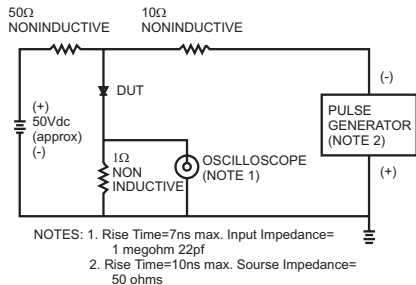 50Ω
NONINDUCTIVE
10Ω
NONINDUCTIVE
(+)
50Vdc
(approx)
(-)
DUT
1Ω
NON
INDUCTIVE
OSCILLOSCOPE
(NOTE 1)
(-)
PULSE
GENERATOR
(NOTE 2)
(+)
NOTES: 1. Rise Time=7ns max. Input Impedance=
1 megohm 22pf
2. Rise Time=10ns max. Sourse Impedance=
50 ohms